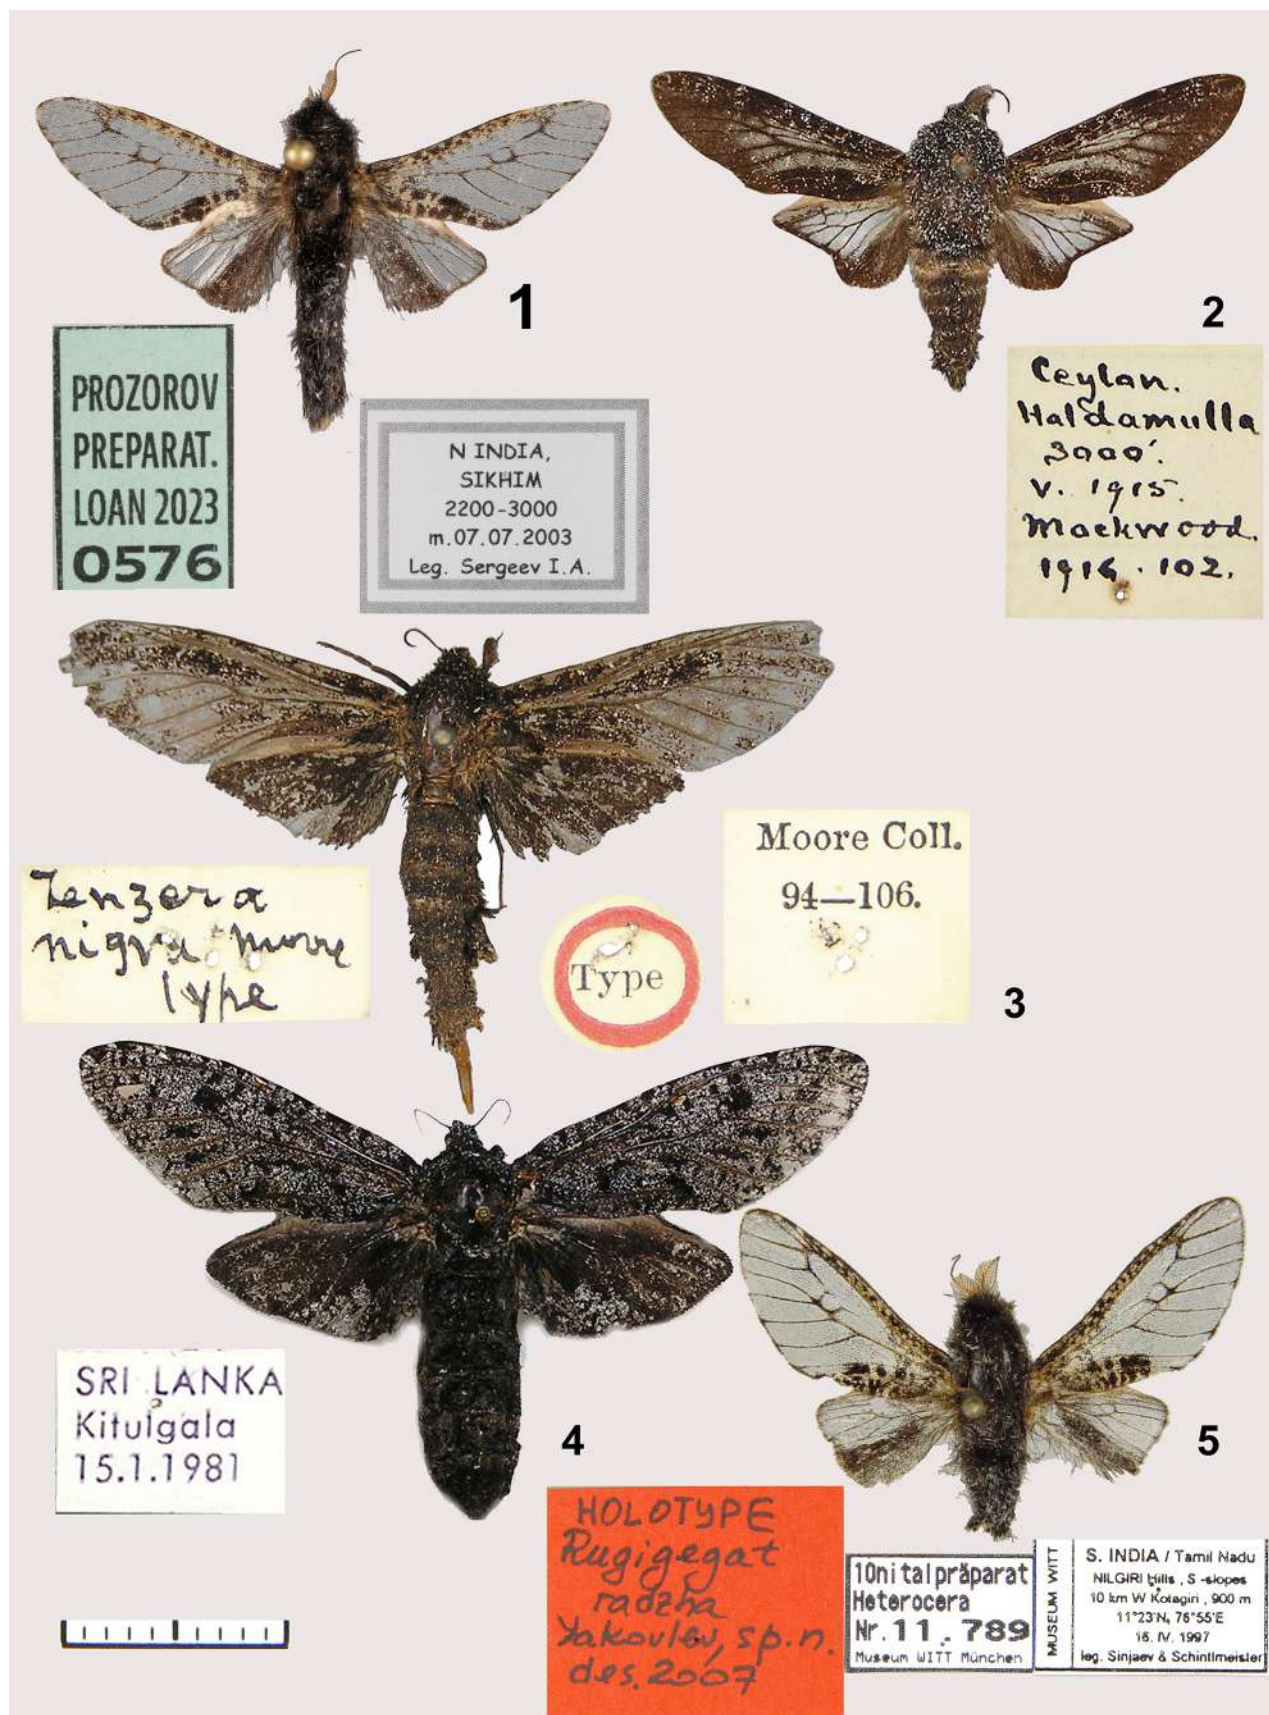 1
2
PROZOROV
PREPARAT.
LOAN 2023
0576
N INDIA,
SIKHIM
2200-3000
m.07.07.2003
Leg. Sergeev I.A.
Ceylan.
Haldamulla
3000'.
V. 1915.
Mackwood.
1916 . 102.
Zenzera
nigra Moore
type
Type
Moore Coll.
94—106.
3
SRI LANKA
Kitulgala
15.1.1981
4
5
HOLOTYPE
Rugigegat
radzha
Yakovlev, sp.n.
des. 2007
10nitalpräparat
Heterocera
Nr. 11.789
Museum WITT München
MUSEUM WITT
S. INDIA / Tamil Nadu
NILGIRI Hills, S -slopes
10 km W Kotagiri, 900 m
11°23'N, 76°55'E
16. IV. 1997
leg. Sinjaev & Schintlmeister